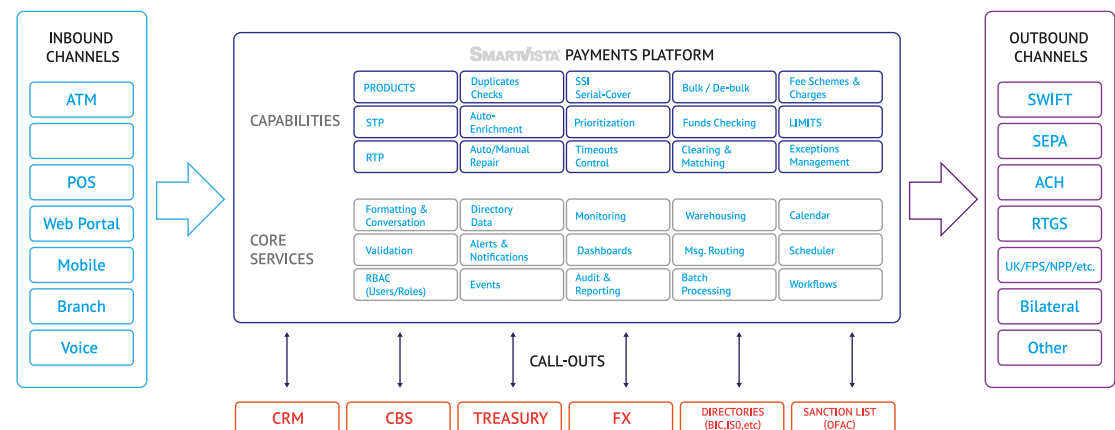 INBOUND
CHANNELS
ATM
POS
Web Portal
Mobile
Branch
Voice
SMARTVISTA PAYMENTS PLATFORM
CAPABILITIES
PRODUCTS
Duplicates
Checks
SSI
Serial-Cover
Bulk / De-bulk
Fee Schemes &
Charges
STP
Auto-
Enrichment
Prioritization
Funds Checking
LIMITS
RTP
Auto/Manual
Repair
Timeouts
Control
Clearing &
Matching
Exceptions
Management
CORE
SERVICES
Formatting &
Conversation
Directory
Data
Monitoring
Warehousing
Calendar
Validation
Alerts &
Notifications
Dashboards
Msg. Routing
Scheduler
RBAC
(Users/Roles)
Events
Audit &
Reporting
Batch
Processing
Workflows
CALL-OUTS
CRM
CBS
TREASURY
FX
DIRECTORIES
(BIC,ISO,etc)
SANCTION LIST
(OFAC)
OUTBOUND
CHANNELS
SWIFT
SEPA
ACH
RTGS
UK/FPS/NPP/etc.
Bilateral
Other